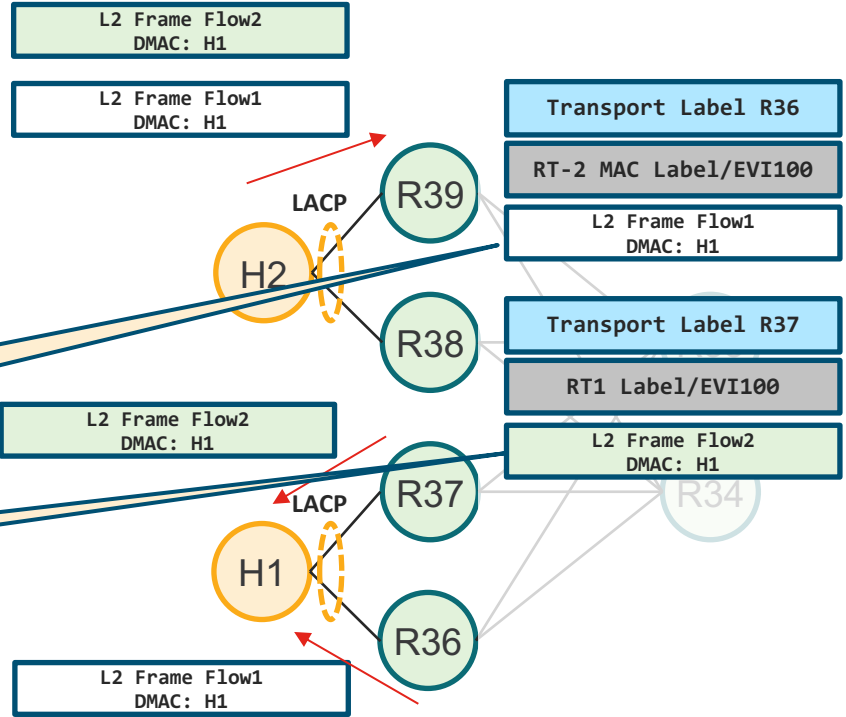 L2 Frame Flow2
DMAC: H1
L2 Frame Flow1
DMAC: H1
Transport Label R36
RT-2 MAC Label/EVI100
L2 Frame Flow1
DMAC: H1
R39
LACP
H2
R38
Transport Label R37
RT1 Label/EVI100
L2 Frame Flow2
DMAC: H1
L2 Frame Flow2
DMAC: H1
R37
R34
LACP
H1
R36
L2 Frame Flow1
DMAC: H1